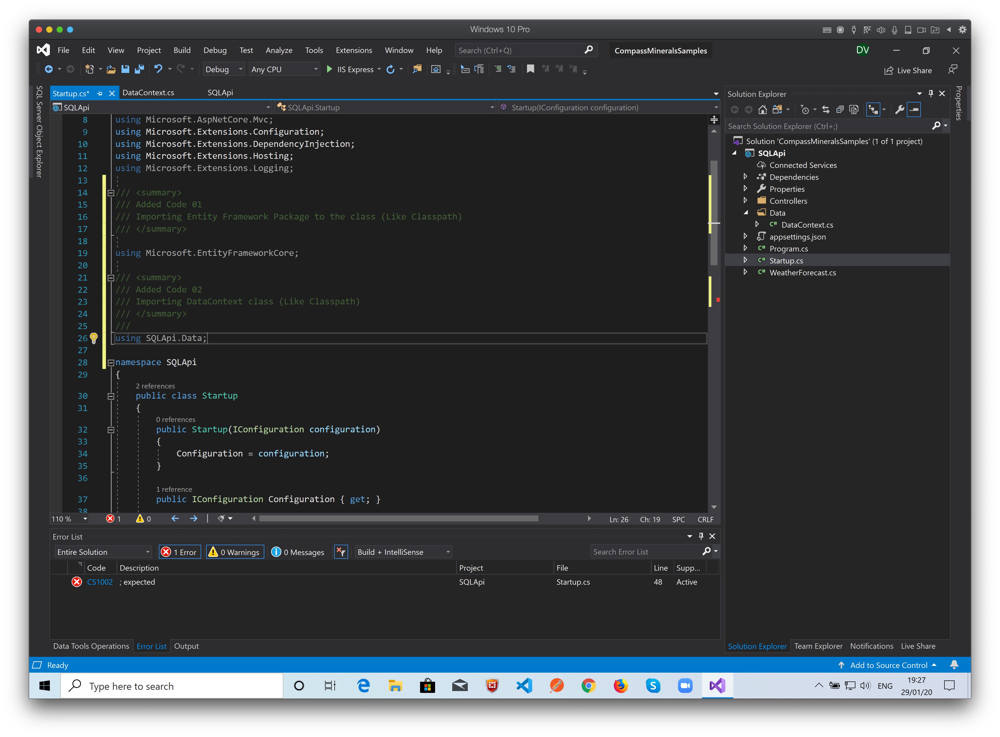 Windows 10 Pro
File Edit View Project Build Debug Test Analyze Tools Extensions Window Help Search (Ctrl+Q) CompassMineralsSamples DV
Debug Any CPU IIS Express Live Share
SQL Server Object Explorer
Startup.cs* DataContext.cs SQLApi
SQLApi SQLApi.Startup Startup(IConfiguration configuration)
8 using Microsoft.AspNetCore.Mvc;
9 using Microsoft.Extensions.Configuration;
10 using Microsoft.Extensions.DependencyInjection;
11 using Microsoft.Extensions.Hosting;
12 using Microsoft.Extensions.Logging;
13
14 /// <summary>
15 /// Added Code 01
16 /// Importing Entity Framework Package to the class (Like Classpath)
17 /// </summary>
18
19 using Microsoft.EntityFrameworkCore;
20
21 /// <summary>
22 /// Added Code 02
23 /// Importing DataContext class (Like Classpath)
24 /// </summary>
25 ///
26 using SQLApi.Data;
27
28 namespace SQLApi
29 {
2 references
30 public class Startup
31 {
0 references
32 public Startup(IConfiguration configuration)
33 {
34 Configuration = configuration;
35 }
36
1 reference
37 public IConfiguration Configuration { get; }
38
110 % 1 0 Ln: 26 Ch: 19 SPC CRLF
Error List
Entire Solution 1 Error 0 Warnings 0 Messages Build + IntelliSense Search Error List
Code Description Project File Line Supp...
CS1002 ; expected SQLApi Startup.cs 48 Active
Data Tools Operations Error List Output
Solution Explorer
Search Solution Explorer (Ctrl+;)
Solution 'CompassMineralsSamples' (1 of 1 project)
SQLApi
Connected Services
Dependencies
Properties
Controllers
Data
C# DataContext.cs
appsettings.json
C# Program.cs
C# Startup.cs
C# WeatherForecast.cs
Solution Explorer Team Explorer Notifications Live Share
Properties
Ready Add to Source Control
Type here to search ENG 19:27
29/01/20